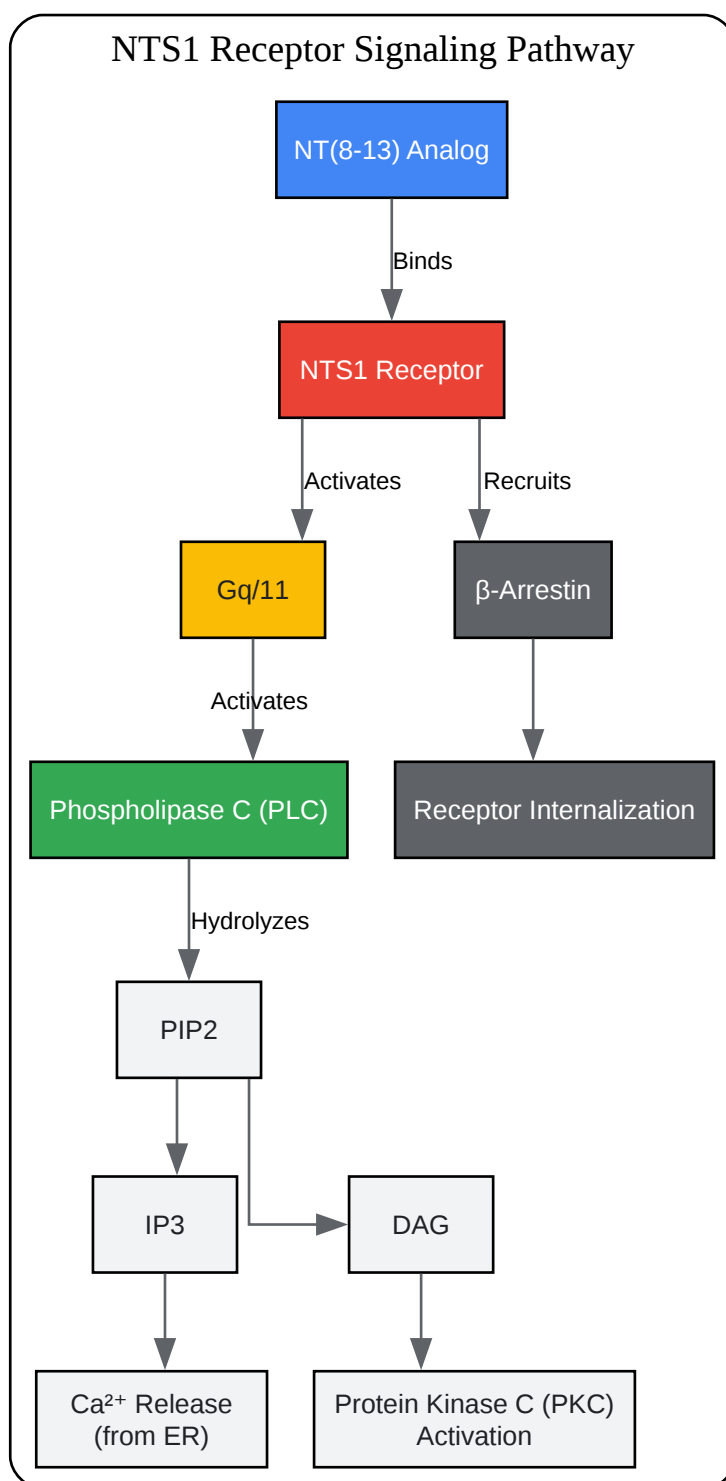 NTS1 Receptor Signaling Pathway
NT(8-13) Analog
Binds
NTS1 Receptor
Activates
Recruits
Gq/11
β-Arrestin
Activates
Phospholipase C (PLC)
Receptor Internalization
Hydrolyzes
PIP2
IP3
DAG
Ca²⁺ Release
(from ER)
Protein Kinase C (PKC)
Activation